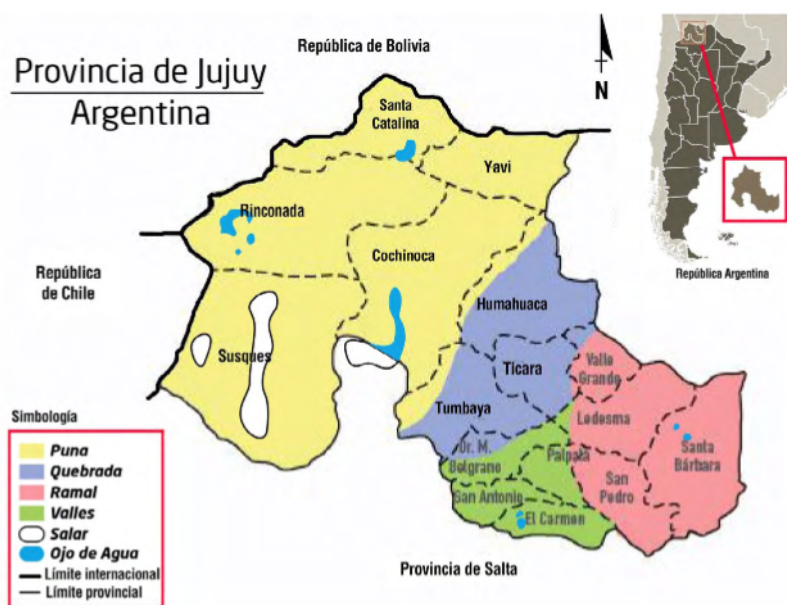 Provincia de Jujuy
Argentina
República de Bolivia
N
República Argentina
República
de Chile
Santa
Catalina
Yavi
Rinconada
Cochinoca
Susques
Humahuaca
Ticara
Tumbaya
Valle
Grande
Ledesma
Santa
Bárbara
Dr. M.
Belgrano
Palpalá
San
Pedro
San Antonio
El Carmen
Provincia de Salta
Simbología
Puna
Quebrada
Ramal
Valles
Salar
Ojo de Agua
Límite internacional
Límite provincial